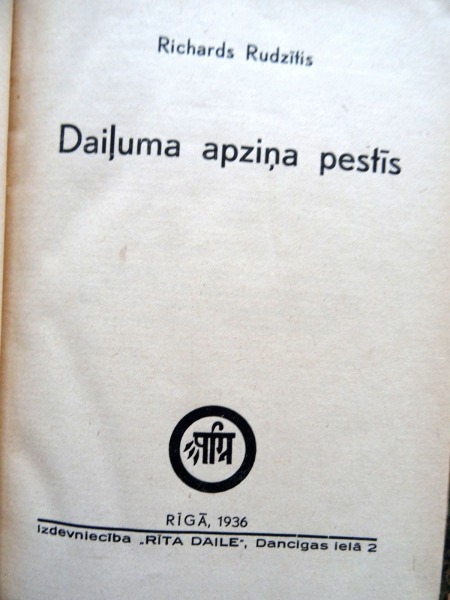 Richards Rudzītis
Daiļuma apziņa pestīs
RĪGĀ, 1936
Izdevniecība „RĪTA DAILE", Dancigas ielā 2